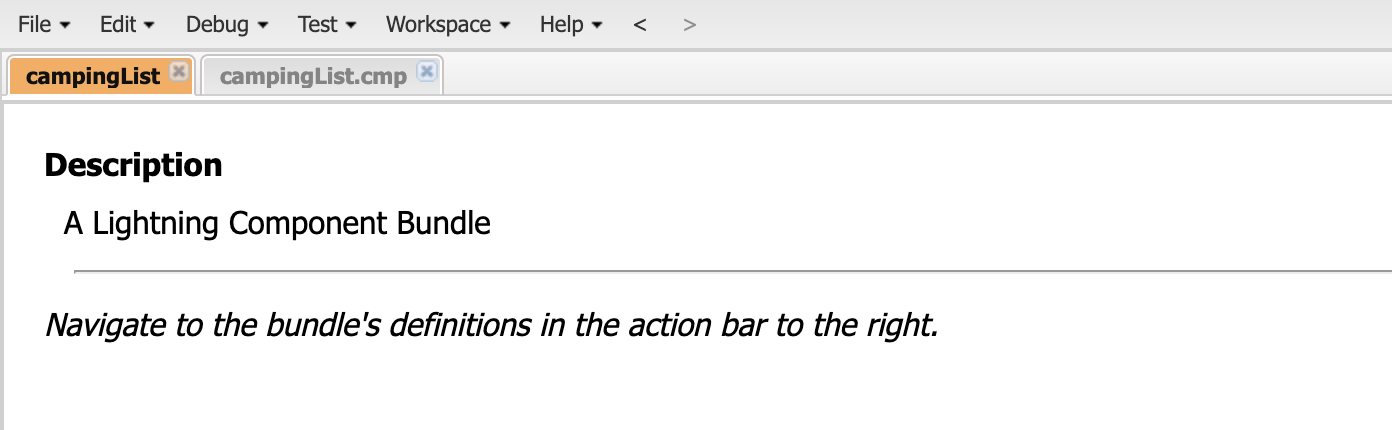 File Edit Debug Test Workspace Help < >
campingList campingList.cmp
Description
A Lightning Component Bundle
Navigate to the bundle's definitions in the action bar to the right.